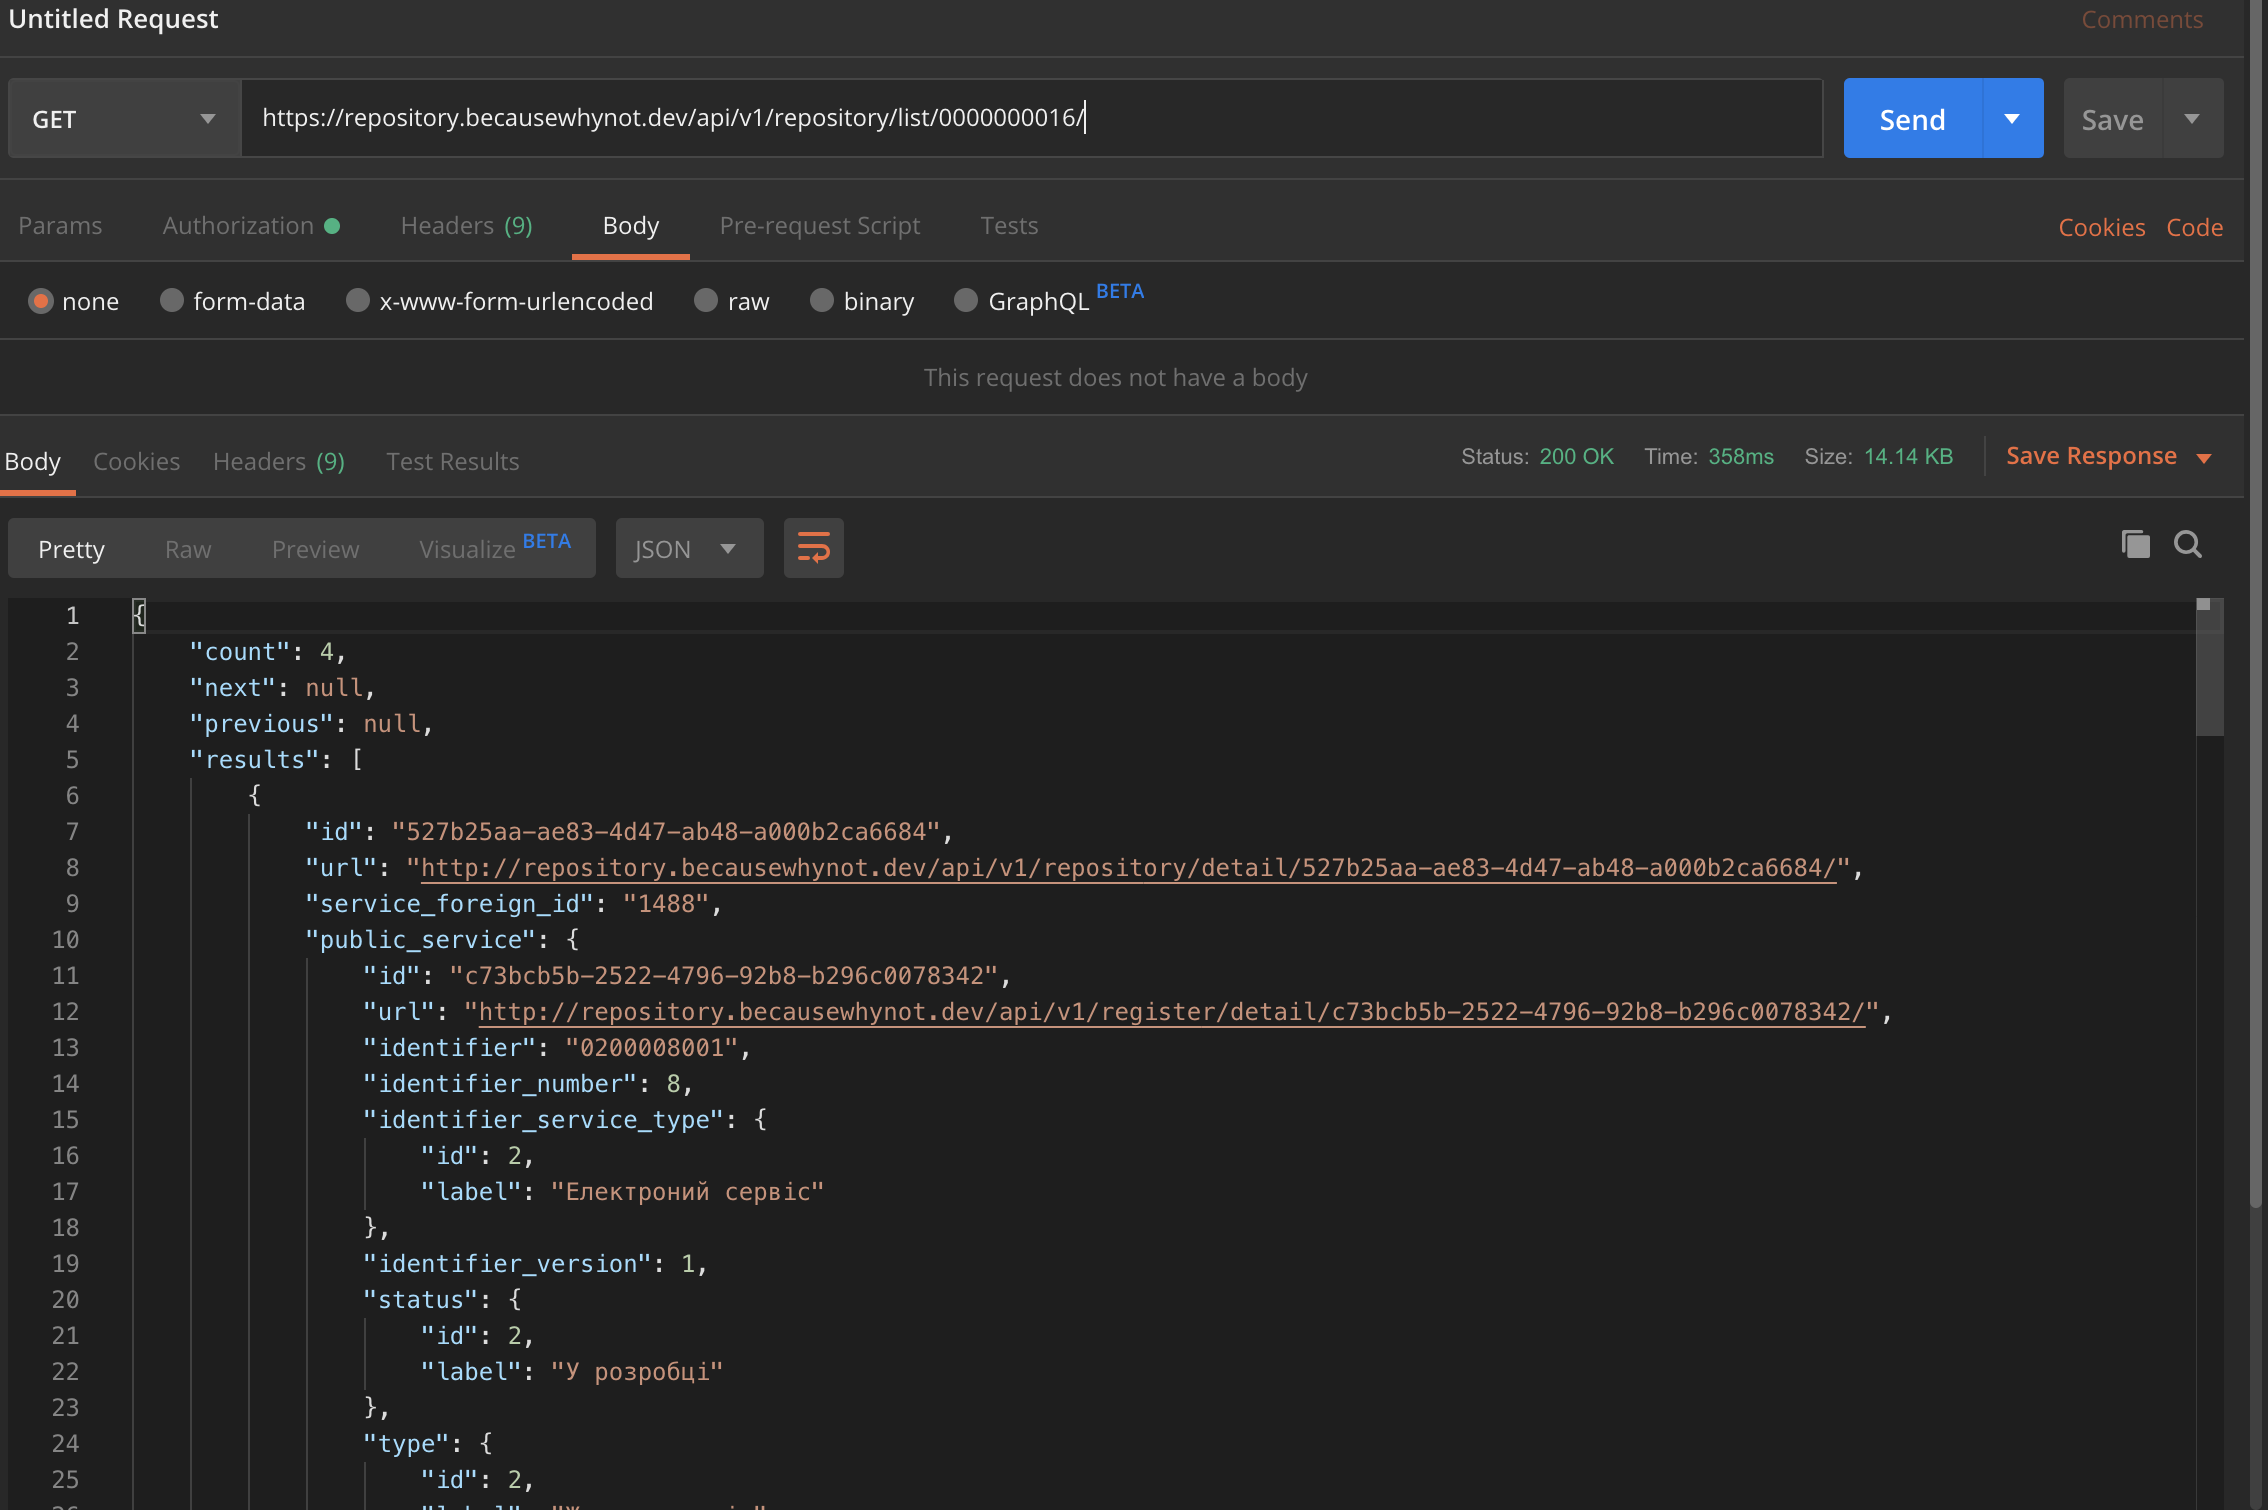 Untitled Request
Comments
GET
https://repository.becausewhynot.dev/api/v1/repository/list/0000000016/
Send
Save
Params Authorization Headers (9) Body Pre-request Script Tests
Cookies Code
none form-data x-www-form-urlencoded raw binary GraphQL BETA
This request does not have a body
Body Cookies Headers (9) Test Results
Status: 200 OK Time: 358ms Size: 14.14 KB Save Response
Pretty Raw Preview Visualize BETA JSON
1 {
2 "count": 4,
3 "next": null,
4 "previous": null,
5 "results": [
6 {
7 "id": "527b25aa-ae83-4d47-ab48-a000b2ca6684",
8 "url": "http://repository.becausewhynot.dev/api/v1/repository/detail/527b25aa-ae83-4d47-ab48-a000b2ca6684/",
9 "service_foreign_id": "1488",
10 "public_service": {
11 "id": "c73bcb5b-2522-4796-92b8-b296c0078342",
12 "url": "http://repository.becausewhynot.dev/api/v1/register/detail/c73bcb5b-2522-4796-92b8-b296c0078342/",
13 "identifier": "0200008001",
14 "identifier_number": 8,
15 "identifier_service_type": {
16 "id": 2,
17 "label": "Електроний сервіс"
18 },
19 "identifier_version": 1,
20 "status": {
21 "id": 2,
22 "label": "У розробці"
23 },
24 "type": {
25 "id": 2,